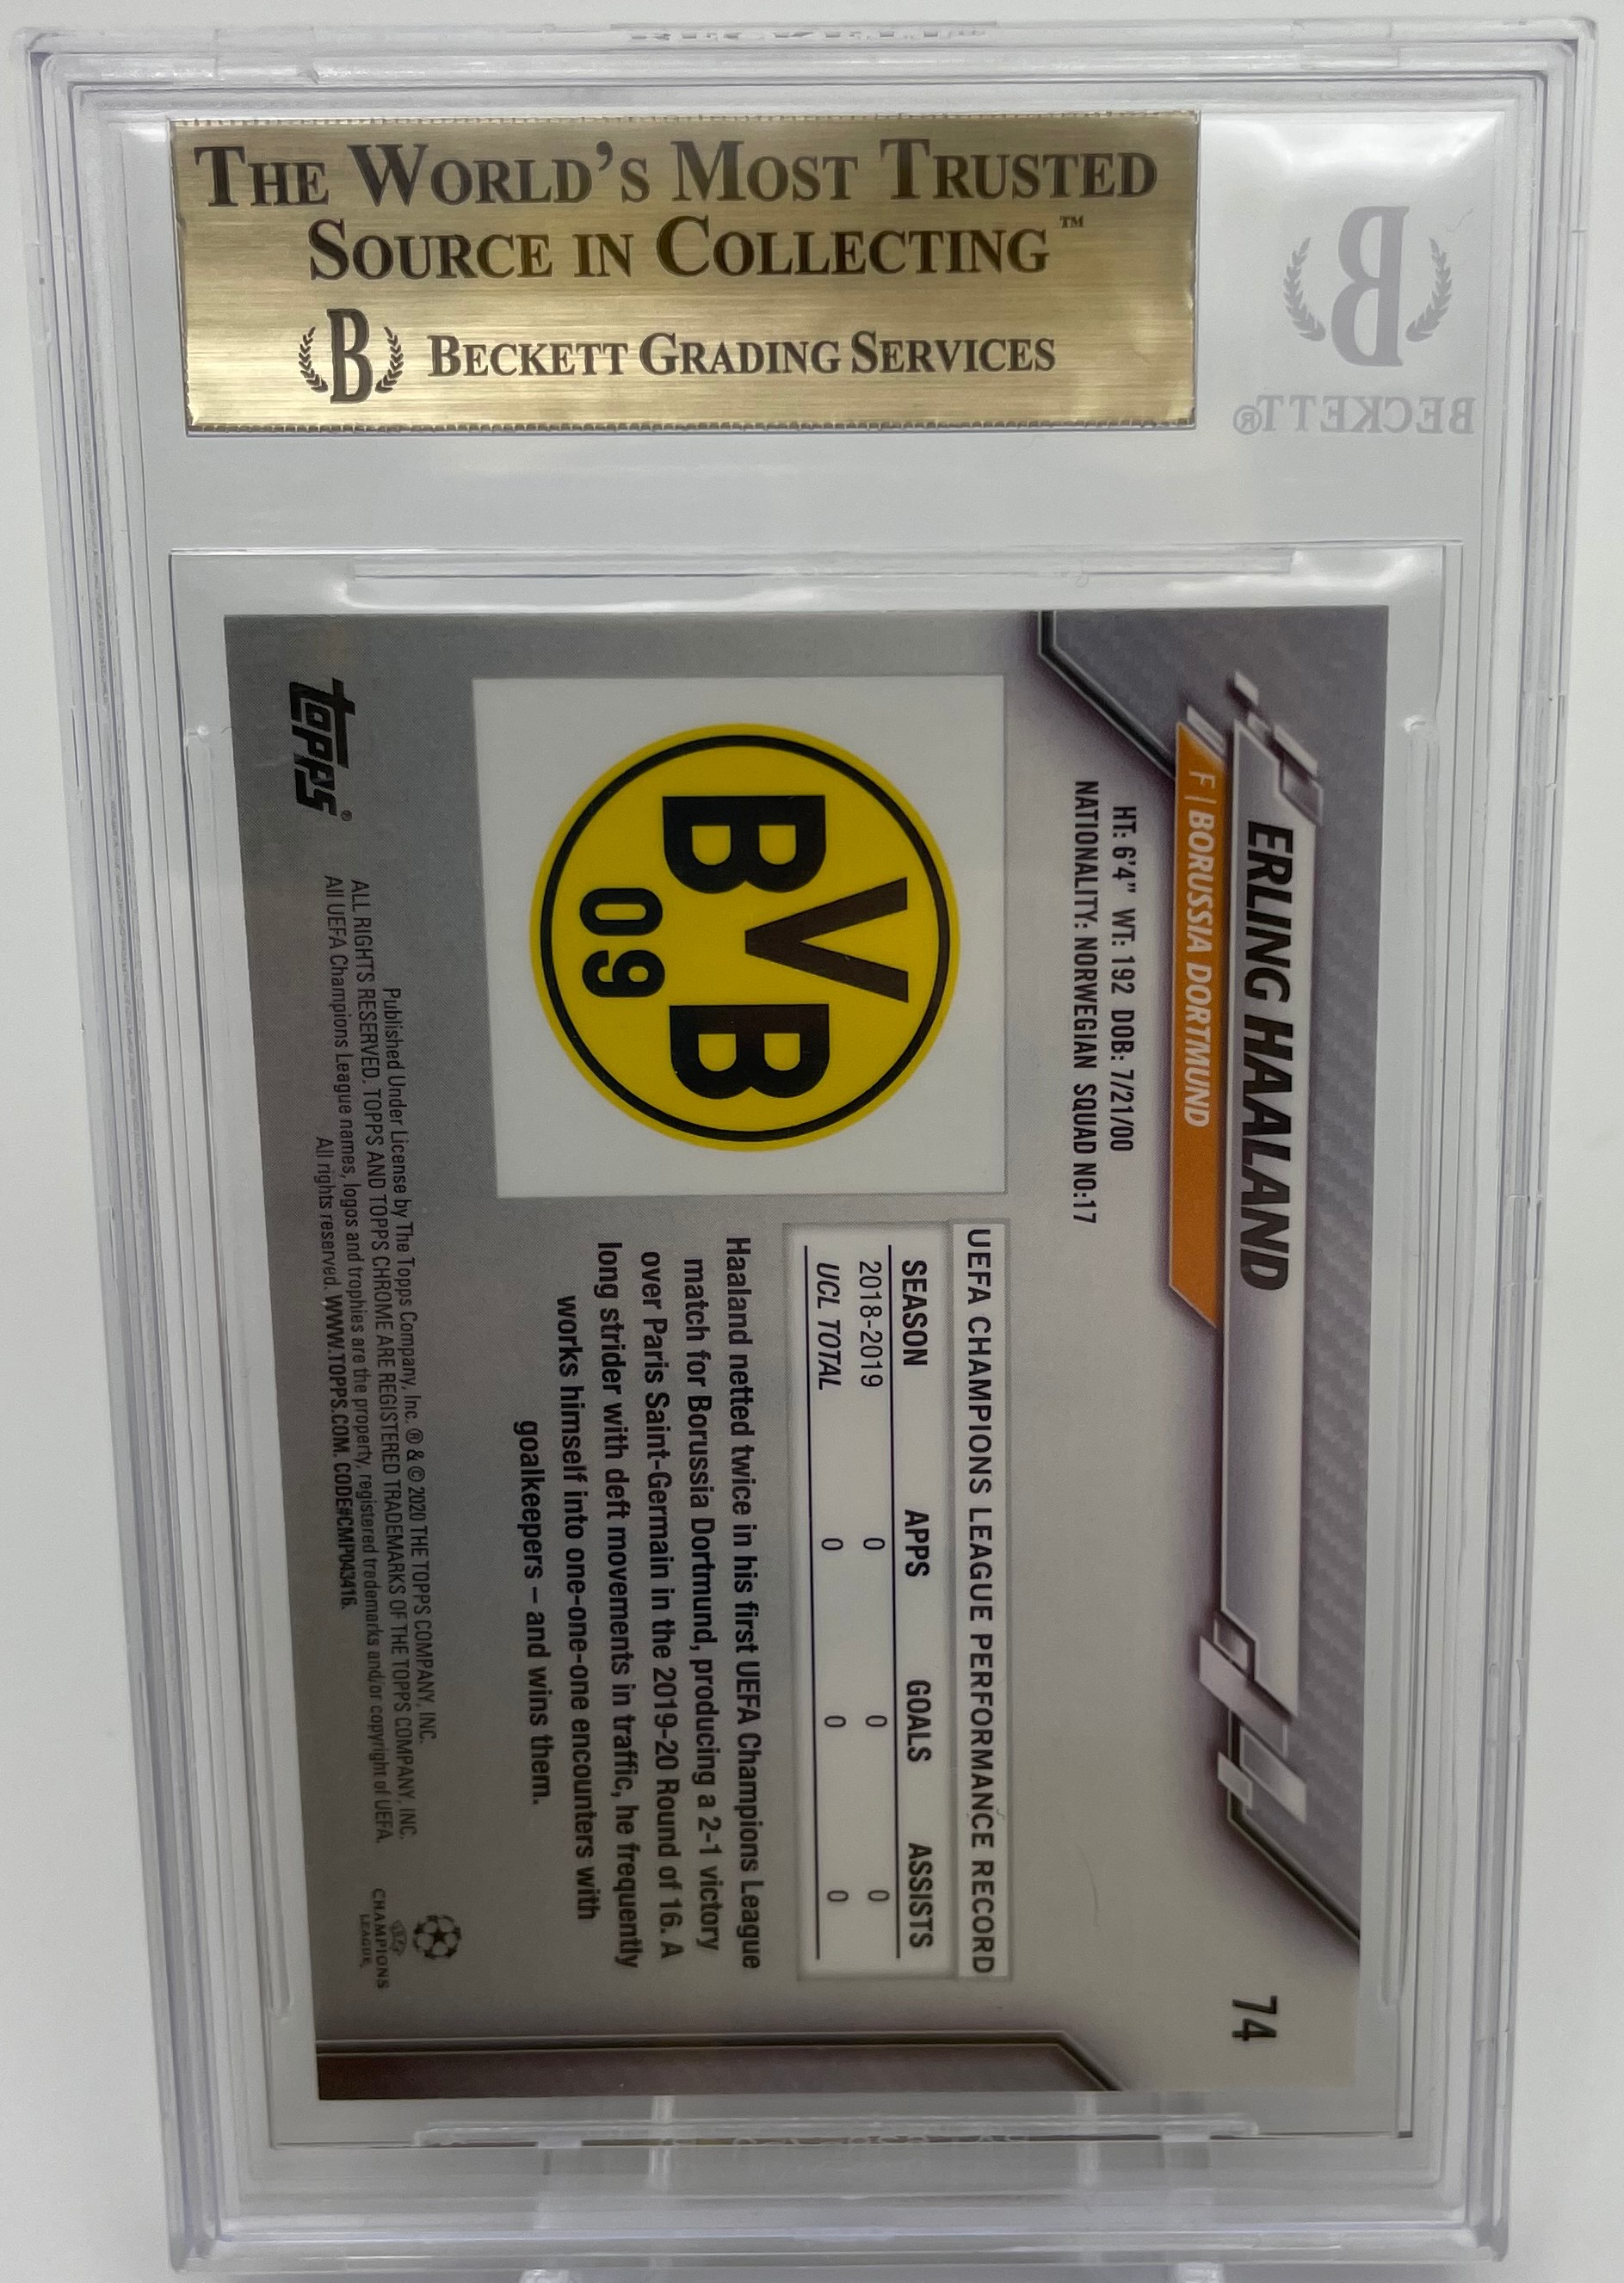 THE WORLD'S MOST TRUSTED
SOURCE IN COLLECTING™
B BECKETT GRADING SERVICES
B
BECKETT®
74
ERLING HAALAND
F | BORUSSIA DORTMUND
HT: 6'4" WT: 192 DOB: 7/21/00
NATIONALITY: NORWEGIAN SQUAD NO:17
BVB
09
UEFA CHAMPIONS LEAGUE PERFORMANCE RECORD
SEASON APPS GOALS ASSISTS
2018-2019 0 0 0
UCL TOTAL 0 0 0
Haaland netted twice in his first UEFA Champions League
match for Borussia Dortmund, producing a 2-1 victory
over Paris Saint-Germain in the 2019-20 Round of 16. A
long strider with deft movements in traffic, he frequently
works himself into one-one-one encounters with
goalkeepers – and wins them.
topps®
Published Under License by The Topps Company, Inc. ® & © 2020 THE TOPPS COMPANY, INC.
ALL RIGHTS RESERVED. TOPPS AND TOPPS CHROME ARE REGISTERED TRADEMARKS OF THE TOPPS COMPANY, INC.
All UEFA Champions League names, logos and trophies are the property, registered trademarks and/or copyright of UEFA.
All rights reserved. WWW.TOPPS.COM. CODE#CMP043416.
UEFA
CHAMPIONS
LEAGUE